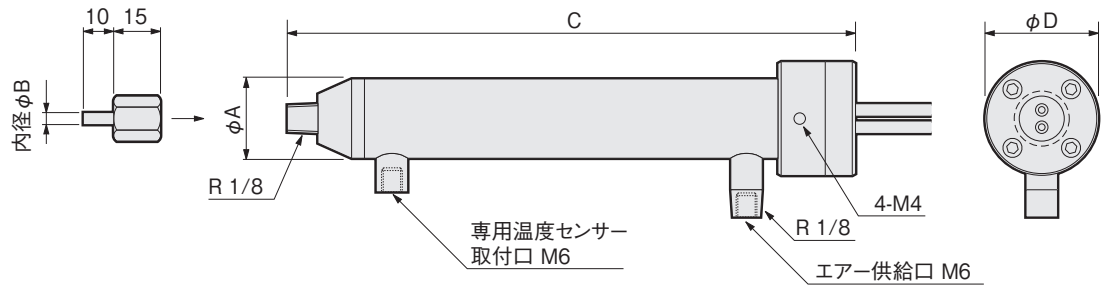 10
15
C
φD
内径φB
φA
R 1/8
4-M4
R 1/8
専用温度センサー
取付口 M6
エアー供給口 M6